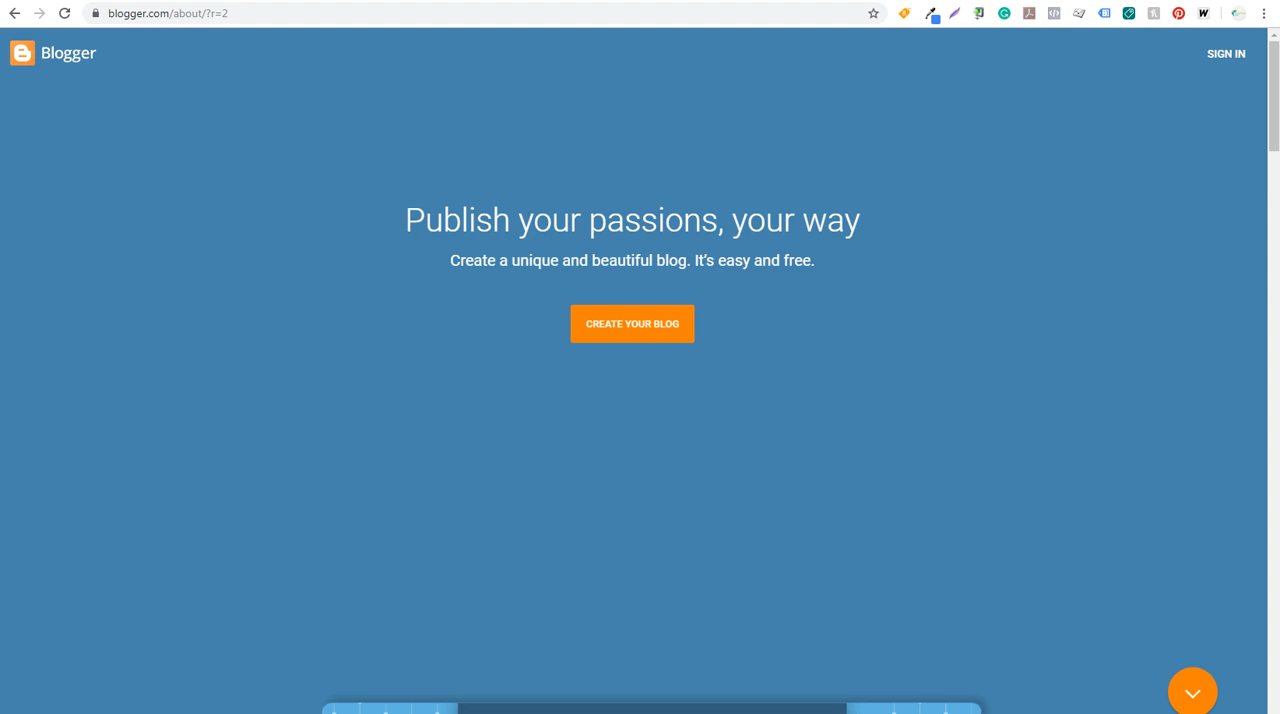 blogger.com/about/?r=2
Blogger
SIGN IN
Publish your passions, your way
Create a unique and beautiful blog. It's easy and free.
CREATE YOUR BLOG